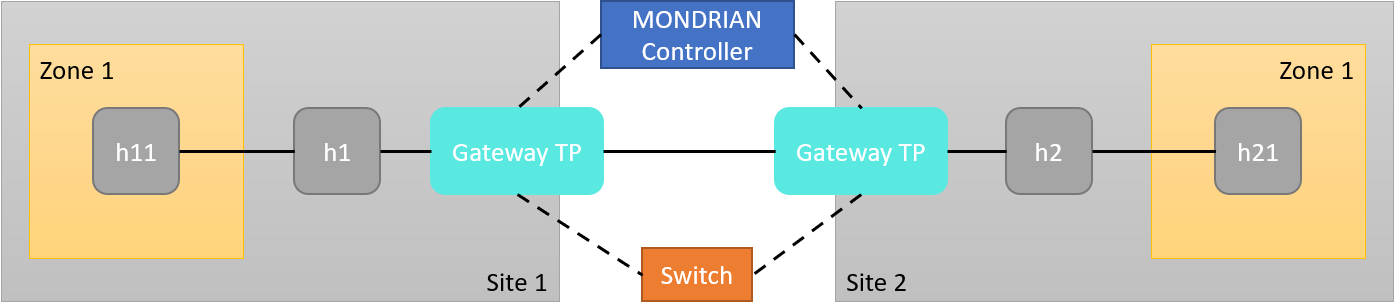 MONDRIAN
Controller
Zone 1
Zone 1
h11
h1
Gateway TP
Gateway TP
h2
h21
Switch
Site 1
Site 2